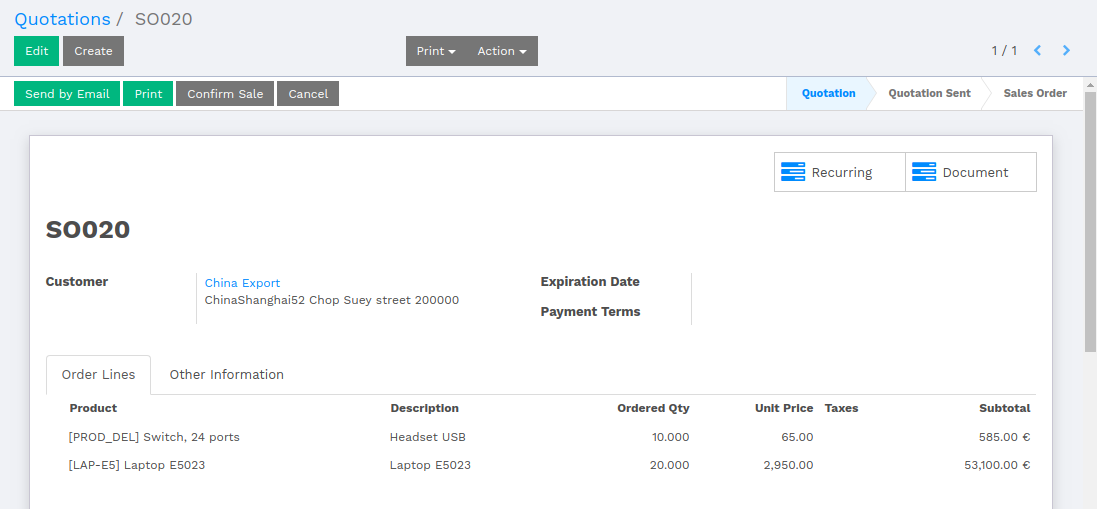 Quotations / SO020
Edit Create Print Action 1 / 1
Send by Email Print Confirm Sale Cancel Quotation Quotation Sent Sales Order
Recurring Document
SO020
Customer China Export Expiration Date
ChinaShanghai52 Chop Suey street 200000
Payment Terms
Order Lines Other Information
Product Description Ordered Qty Unit Price Taxes Subtotal
[PROD_DEL] Switch, 24 ports Headset USB 10.000 65.00 585.00 €
[LAP-E5] Laptop E5023 Laptop E5023 20.000 2,950.00 53,100.00 €